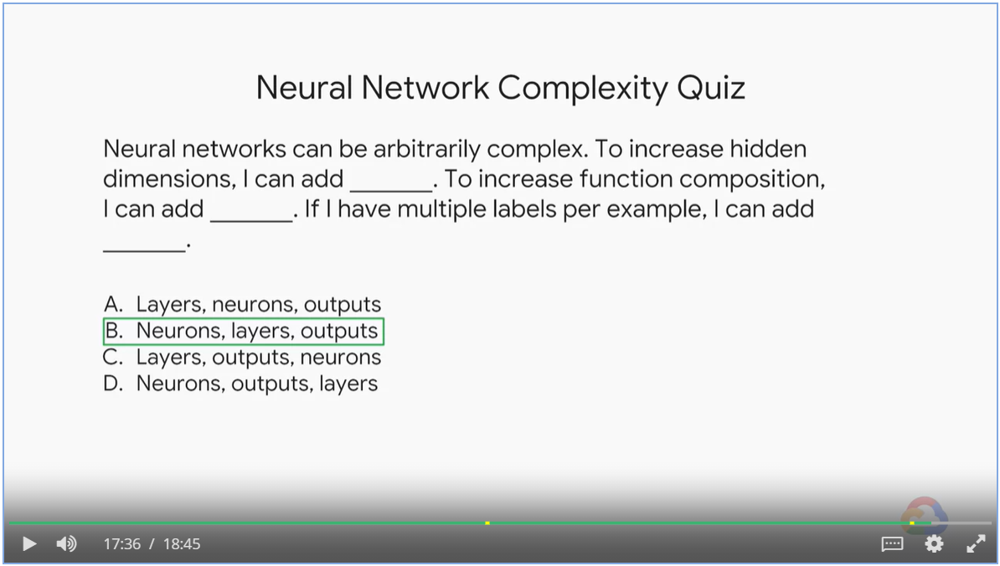 Neural Network Complexity Quiz
Neural networks can be arbitrarily complex. To increase hidden
dimensions, I can add _______. To increase function composition,
I can add _______. If I have multiple labels per example, I can add
_______.
A. Layers, neurons, outputs
B. Neurons, layers, outputs
C. Layers, outputs, neurons
D. Neurons, outputs, layers
17:36 / 18:45